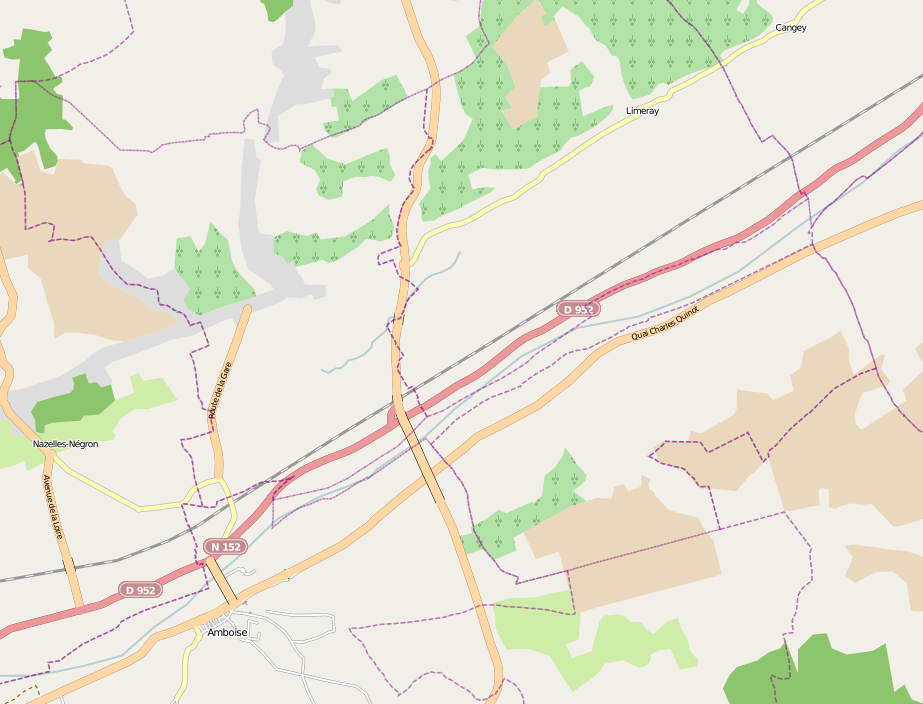 Cangey
Limeray
D 952
Quai Charles Quinot
Route de la Gare
Nazelles-Négron
Avenue de la Loire
N 152
D 952
Amboise